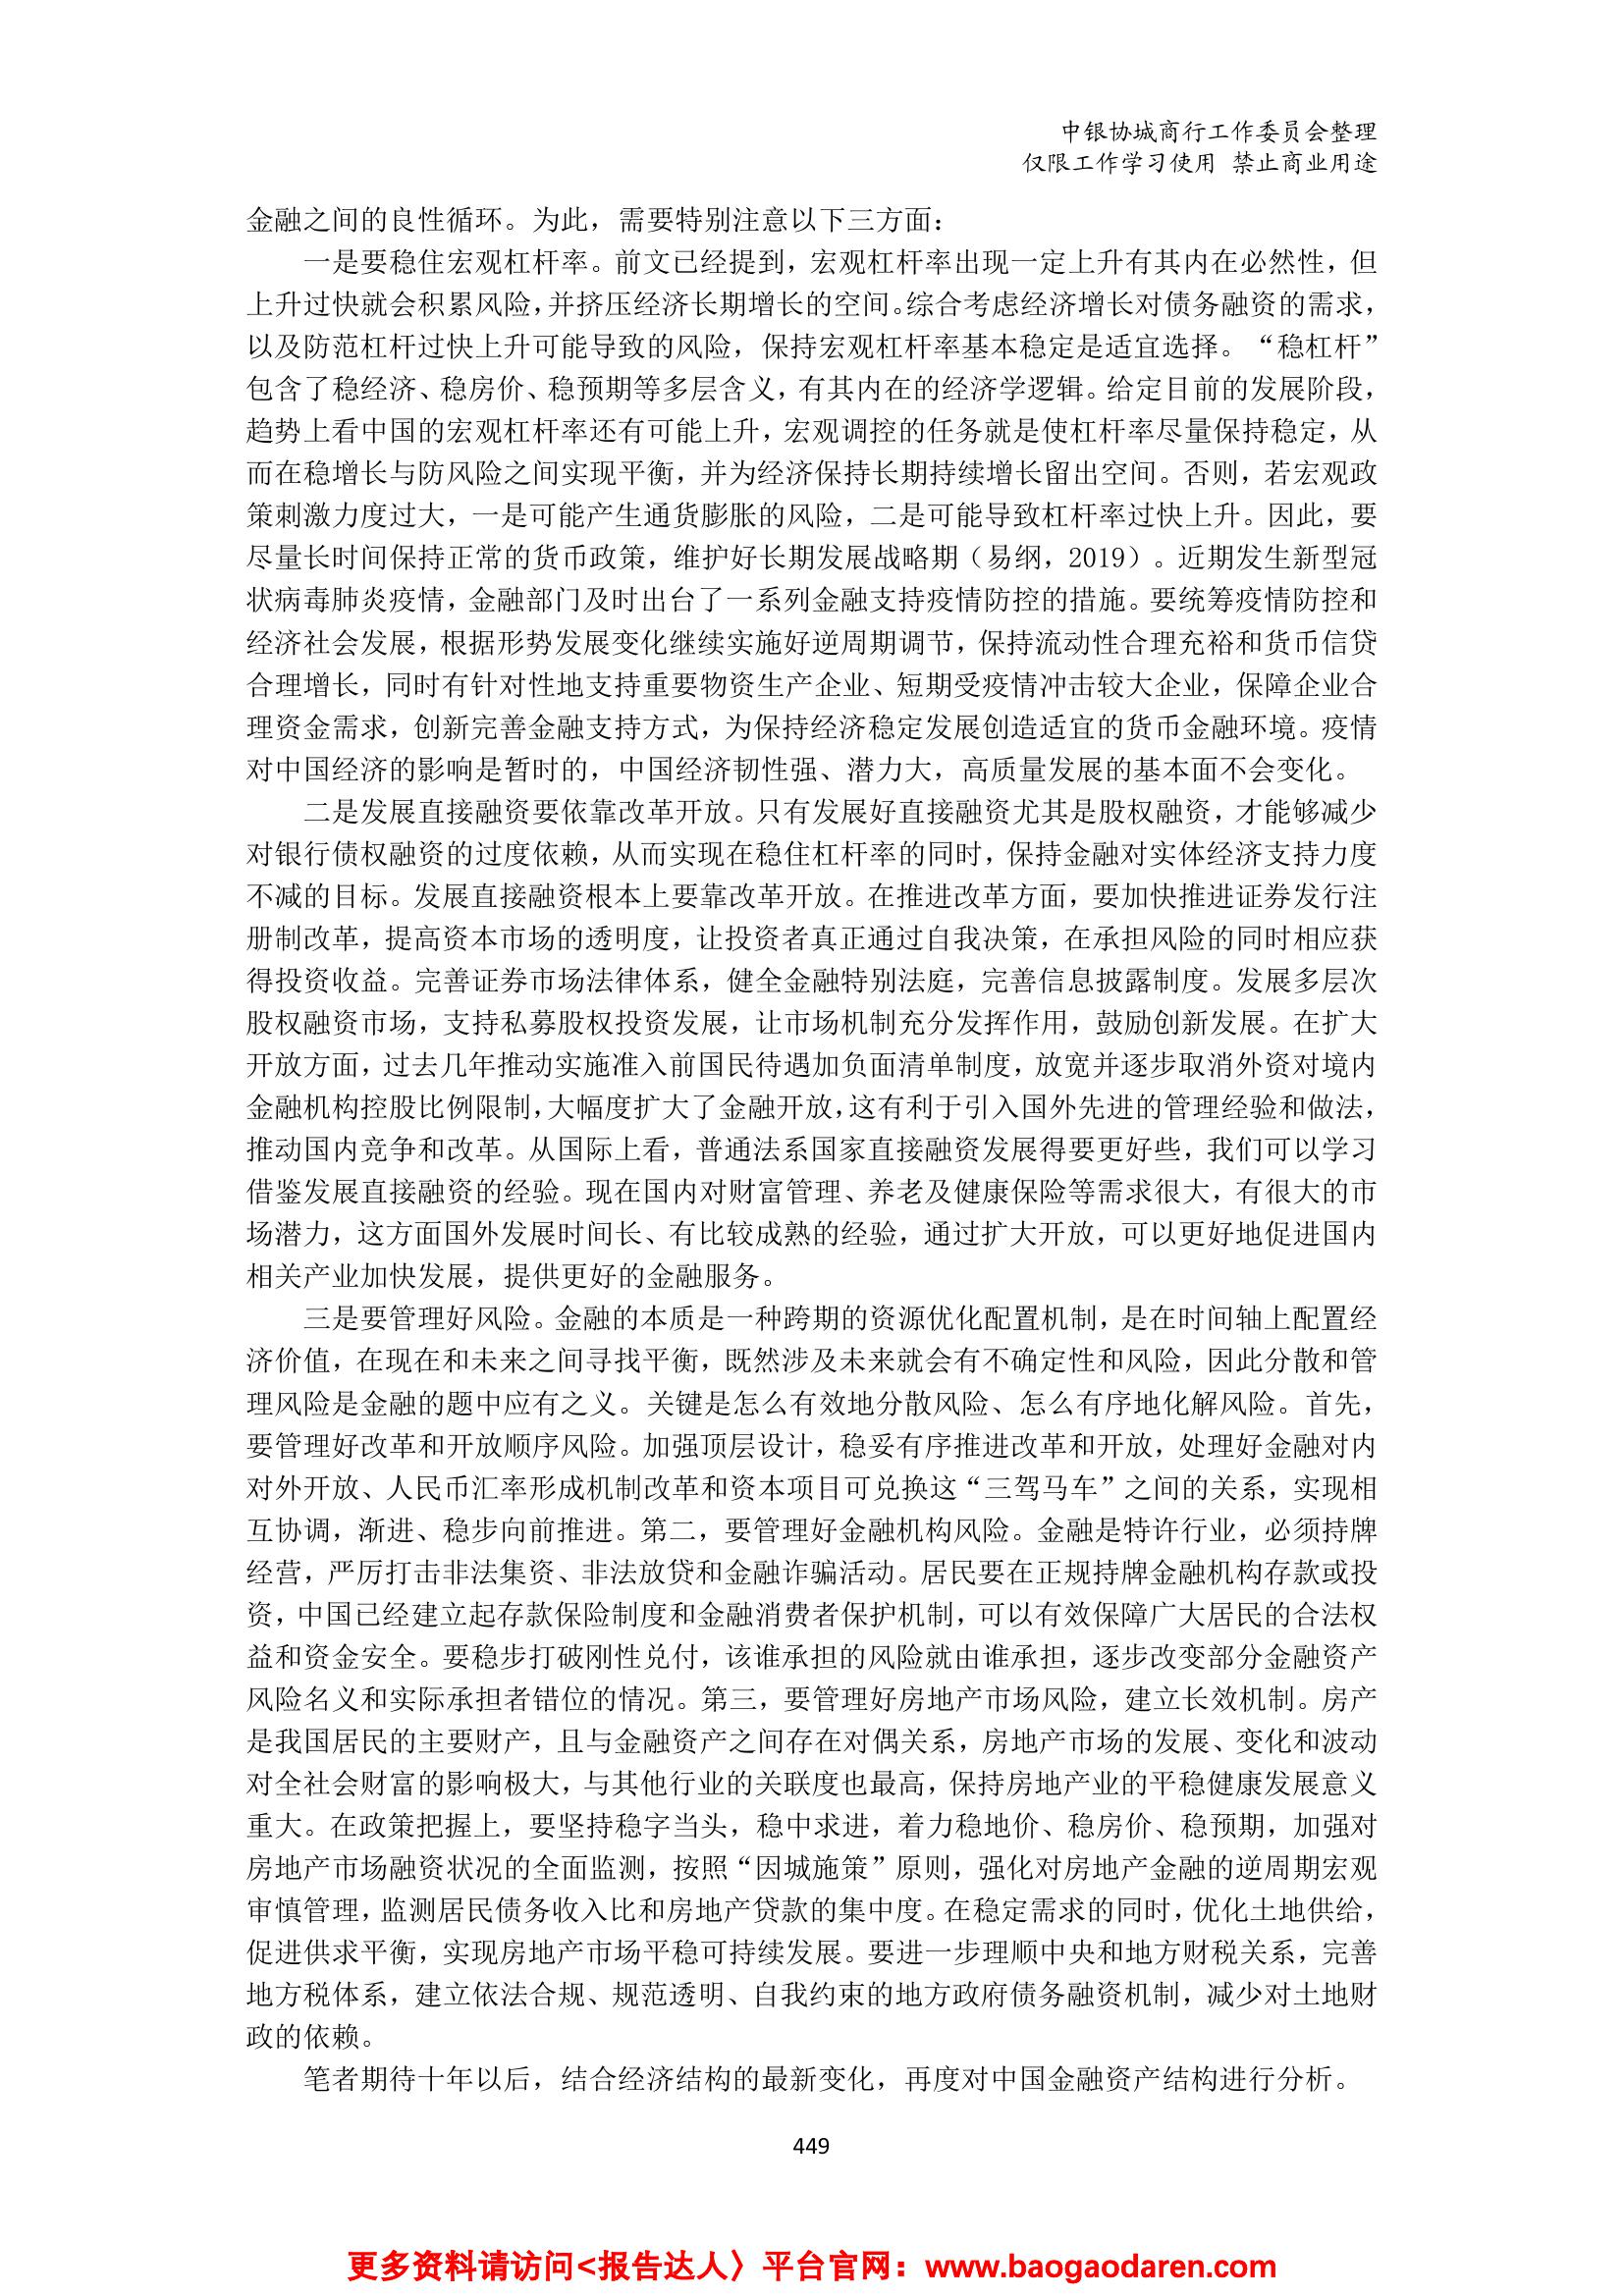 中银协城商行工作委员会整理
仅限工作学习使用 禁止商业用途
金融之间的良性循环。为此，需要特别注意以下三方面：
一是要稳住宏观杠杆率。前文已经提到，宏观杠杆率出现一定上升有其内在必然性，但
上升过快就会积累风险，并挤压经济长期增长的空间。综合考虑经济增长对债务融资的需求，
以及防范杠杆过快上升可能导致的风险，保持宏观杠杆率基本稳定是适宜选择。“稳杠杆”
包含了稳经济、稳房价、稳预期等多层含义，有其内在的经济学逻辑。给定目前的发展阶段，
趋势上看中国的宏观杠杆率还有可能上升，宏观调控的任务就是使杠杆率尽量保持稳定，从
而在稳增长与防风险之间实现平衡，并为经济保持长期持续增长留出空间。否则，若宏观政
策刺激力度过大，一是可能产生通货膨胀的风险，二是可能导致杠杆率过快上升。因此，要
尽量长时间保持正常的货币政策，维护好长期发展战略期（易纲，2019）。近期发生新型冠
状病毒肺炎疫情，金融部门及时出台了一系列金融支持疫情防控的措施。要统筹疫情防控和
经济社会发展，根据形势发展变化继续实施好逆周期调节，保持流动性合理充裕和货币信贷
合理增长，同时有针对性地支持重要物资生产企业、短期受疫情冲击较大企业，保障企业合
理资金需求，创新完善金融支持方式，为保持经济稳定发展创造适宜的货币金融环境。疫情
对中国经济的影响是暂时的，中国经济韧性强、潜力大，高质量发展的基本面不会变化。
二是发展直接融资要依靠改革开放。只有发展好直接融资尤其是股权融资，才能够减少
对银行债权融资的过度依赖，从而实现在稳住杠杆率的同时，保持金融对实体经济支持力度
不减的目标。发展直接融资根本上要靠改革开放。在推进改革方面，要加快推进证券发行注
册制改革，提高资本市场的透明度，让投资者真正通过自我决策，在承担风险的同时相应获
得投资收益。完善证券市场法律体系，健全金融特别法庭，完善信息披露制度。发展多层次
股权融资市场，支持私募股权投资发展，让市场机制充分发挥作用，鼓励创新发展。在扩大
开放方面，过去几年推动实施准入前国民待遇加负面清单制度，放宽并逐步取消外资对境内
金融机构控股比例限制，大幅度扩大了金融开放，这有利于引入国外先进的管理经验和做法，
推动国内竞争和改革。从国际上看，普通法系国家直接融资发展得要更好些，我们可以学习
借鉴发展直接融资的经验。现在国内对财富管理、养老及健康保险等需求很大，有很大的市
场潜力，这方面国外发展时间长、有比较成熟的经验，通过扩大开放，可以更好地促进国内
相关产业加快发展，提供更好的金融服务。
三是要管理好风险。金融的本质是一种跨期的资源优化配置机制，是在时间轴上配置经
济价值，在现在和未来之间寻找平衡，既然涉及未来就会有不确定性和风险，因此分散和管
理风险是金融的题中应有之义。关键是怎么有效地分散风险、怎么有序地化解风险。首先，
要管理好改革和开放顺序风险。加强顶层设计，稳妥有序推进改革和开放，处理好金融对内
对外开放、人民币汇率形成机制改革和资本项目可兑换这“三驾马车”之间的关系，实现相
互协调，渐进、稳步向前推进。第二，要管理好金融机构风险。金融是特许行业，必须持牌
经营，严厉打击非法集资、非法放贷和金融诈骗活动。居民要在正规持牌金融机构存款或投
资，中国已经建立起存款保险制度和金融消费者保护机制，可以有效保障广大居民的合法权
益和资金安全。要稳步打破刚性兑付，该谁承担的风险就由谁承担，逐步改变部分金融资产
风险名义和实际承担者错位的情况。第三，要管理好房地产市场风险，建立长效机制。房产
是我国居民的主要财产，且与金融资产之间存在对偶关系，房地产市场的发展、变化和波动
对全社会财富的影响极大，与其他行业的关联度也最高，保持房地产业的平稳健康发展意义
重大。在政策把握上，要坚持稳字当头，稳中求进，着力稳地价、稳房价、稳预期，加强对
房地产市场融资状况的全面监测，按照“因城施策”原则，强化对房地产金融的逆周期宏观
审慎管理，监测居民债务收入比和房地产贷款的集中度。在稳定需求的同时，优化土地供给，
促进供求平衡，实现房地产市场平稳可持续发展。要进一步理顺中央和地方财税关系，完善
地方税体系，建立依法合规、规范透明、自我约束的地方政府债务融资机制，减少对土地财
政的依赖。
笔者期待十年以后，结合经济结构的最新变化，再度对中国金融资产结构进行分析。
449
更多资料请访问<报告达人〉平台官网：www.baogaodaren.com